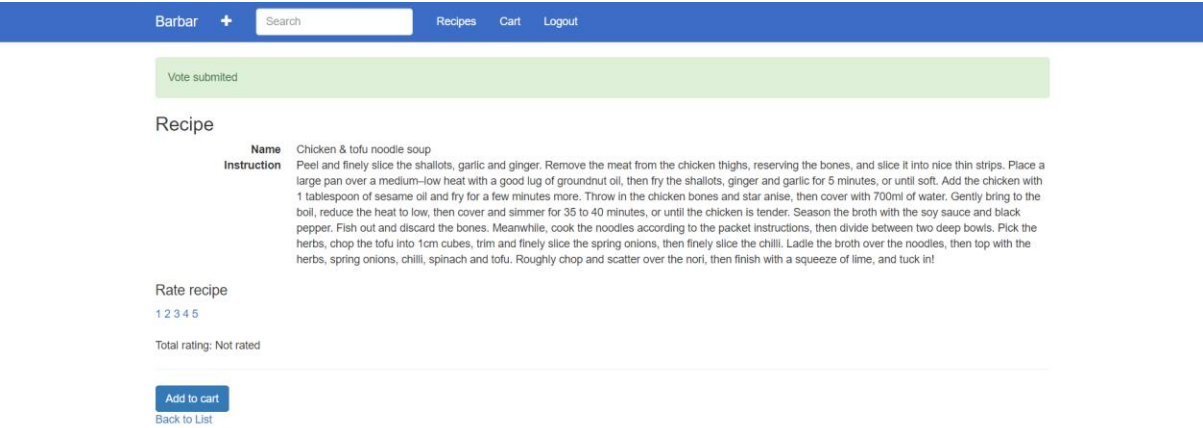 Barbar + Search Recipes Cart Logout
Vote submited
Recipe
Name Chicken & tofu noodle soup
Instruction Peel and finely slice the shallots, garlic and ginger. Remove the meat from the chicken thighs, reserving the bones, and slice it into nice thin strips. Place a
large pan over a medium–low heat with a good lug of groundnut oil, then fry the shallots, ginger and garlic for 5 minutes, or until soft. Add the chicken with
1 tablespoon of sesame oil and fry for a few minutes more. Throw in the chicken bones and star anise, then cover with 700ml of water. Gently bring to the
boil, reduce the heat to low, then cover and simmer for 35 to 40 minutes, or until the chicken is tender. Season the broth with the soy sauce and black
pepper. Fish out and discard the bones. Meanwhile, cook the noodles according to the packet instructions, then divide between two deep bowls. Pick the
herbs, chop the tofu into 1cm cubes, trim and finely slice the spring onions, then finely slice the chilli. Ladle the broth over the noodles, then top with the
herbs, spring onions, chilli, spinach and tofu. Roughly chop and scatter over the nori, then finish with a squeeze of lime, and tuck in!
Rate recipe
1 2 3 4 5
Total rating: Not rated
Add to cart
Back to List